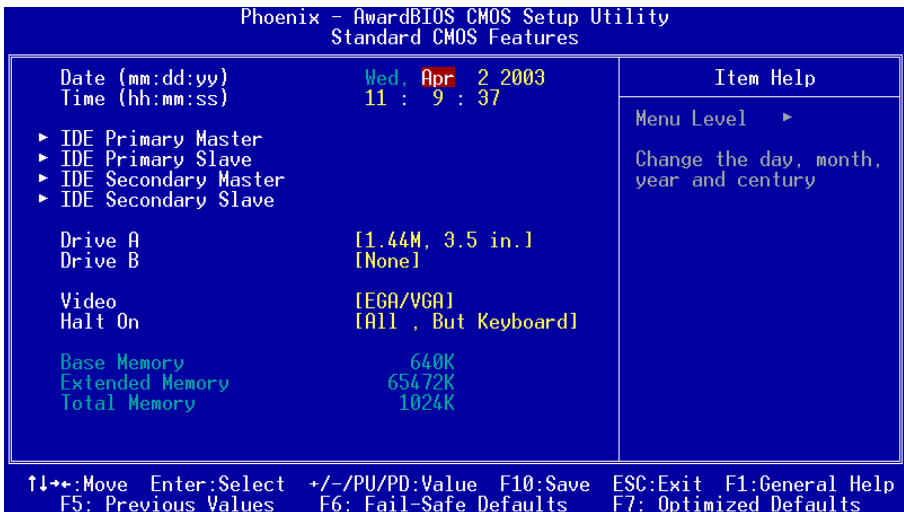 Phoenix - AwardBIOS CMOS Setup Utility
Standard CMOS Features
Date (mm:dd:yy) Wed, Apr 2 2003
Time (hh:mm:ss) 11 : 9 : 37
► IDE Primary Master
► IDE Primary Slave
► IDE Secondary Master
► IDE Secondary Slave
Drive A [1.44M, 3.5 in.]
Drive B [None]
Video [EGA/VGA]
Halt On [All , But Keyboard]
Base Memory 640K
Extended Memory 65472K
Total Memory 1024K
Item Help
Menu Level ►
Change the day, month,
year and century
↑↓→←:Move Enter:Select +/-/PU/PD:Value F10:Save ESC:Exit F1:General Help
F5: Previous Values F6: Fail-Safe Defaults F7: Optimized Defaults